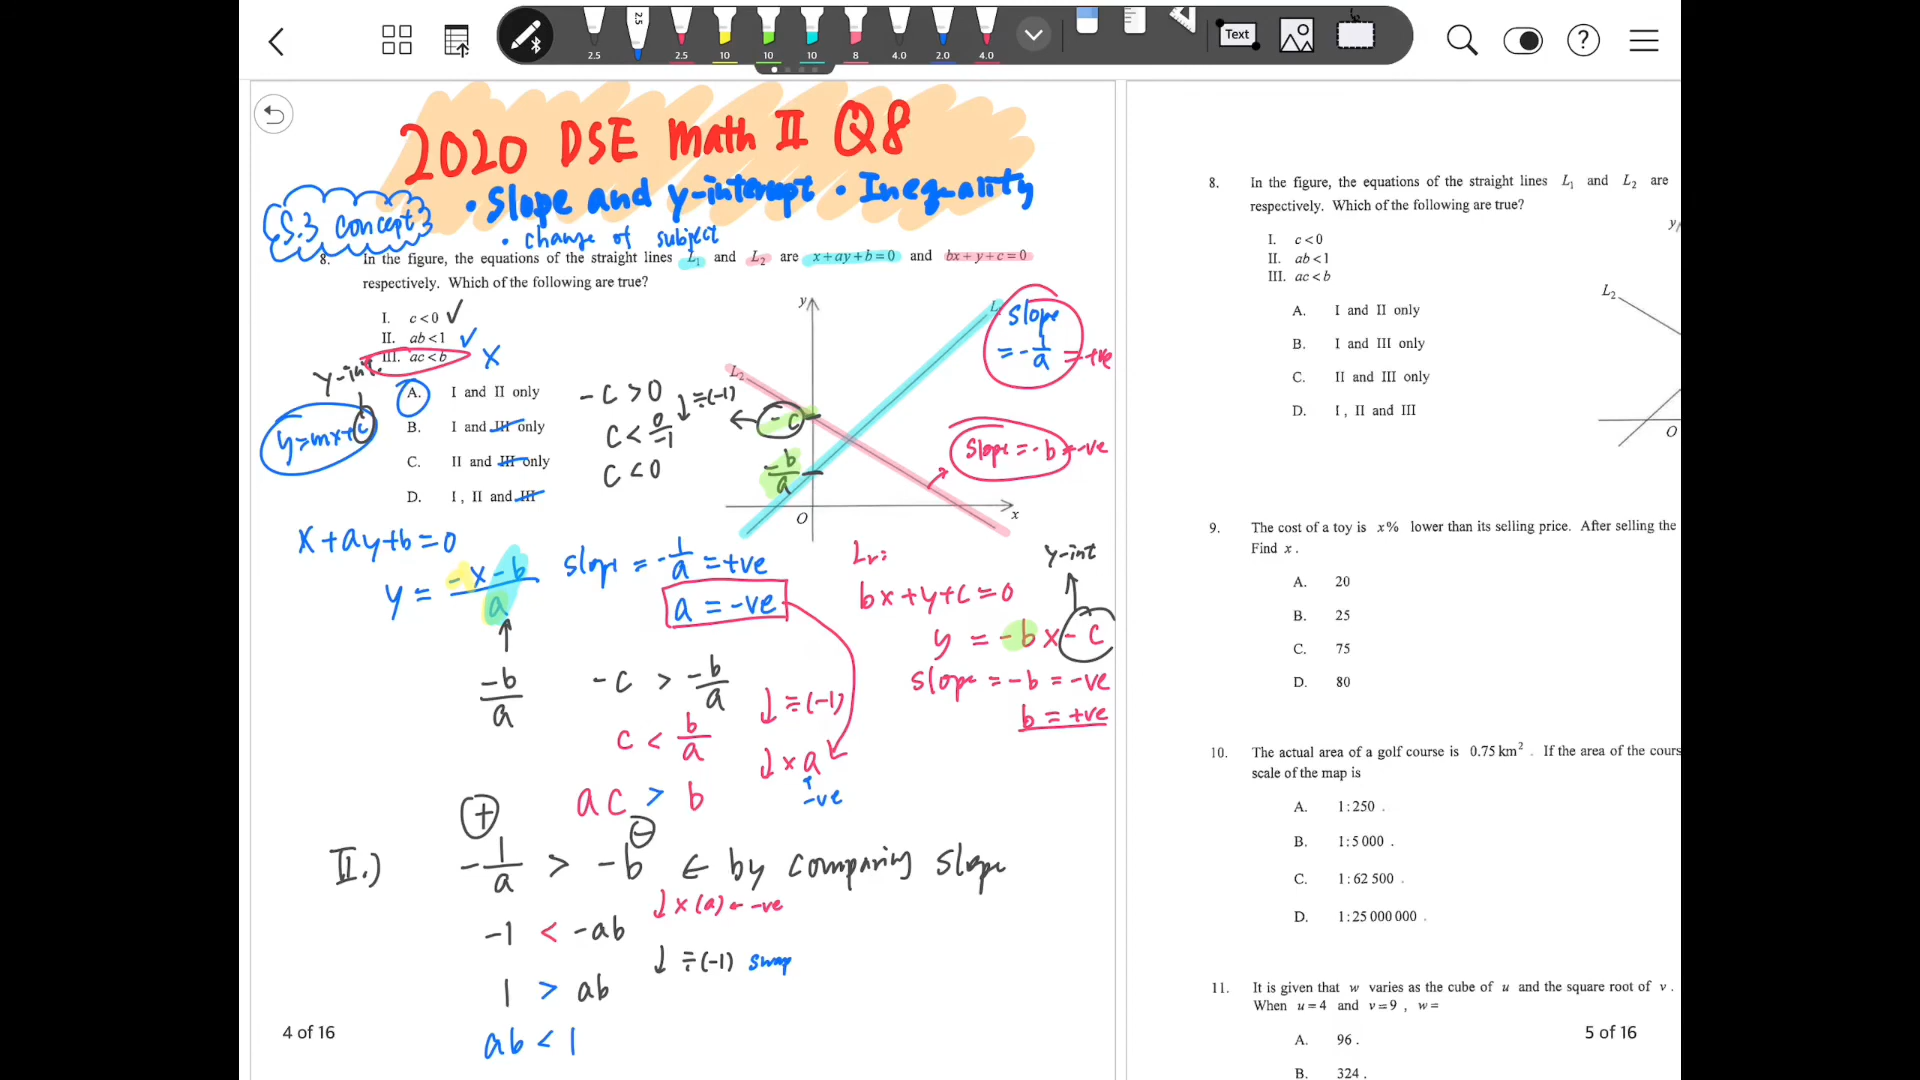 2.5
2.5
2.5
10
10
10
8
4.0
2.0
4.0
Text
2020 DSE Math II Q8
• Slope and y-intercept • Inequality
S.3 concept
• change of subject
8. In the figure, the equations of the straight lines L₁ and L₂ are x+ay+b=0 and bx+y+c=0
respectively. Which of the following are true?
I. c<0 ✓
II. ab<1 ✓
III. ac<b X
y-int.
y=mx+c
A. I and II only
B. I and III only
C. II and III only
D. I, II and III
-c>0
↓÷(-1)
c<0/-1
c<0
y
L₂
-c
-b/a
O
x
L
slope
=-1/a=+ve
slope=-b=-ve
x+ay+b=0
y=(-x-b)/a
↑
-b/a
slope=-1/a=+ve
a=-ve
-c > -b/a
↓÷(-1)
c < b/a
↓×a
-ve
ac > b
L₂:
y-int
bx+y+c=0
y=-bx-c
slope=-b=-ve
b=+ve
+
-
II.) -1/a > -b ← by comparing slope
↓×(a)←-ve
-1 < -ab
↓÷(-1) swap
1 > ab
ab<1
4 of 16
8. In the figure, the equations of the straight lines L₁ and L₂ are
respectively. Which of the following are true?
I. c<0
II. ab<1
III. ac<b
A. I and II only
B. I and III only
C. II and III only
D. I, II and III
y
L₂
O
9. The cost of a toy is x% lower than its selling price. After selling the
Find x.
A. 20
B. 25
C. 75
D. 80
10. The actual area of a golf course is 0.75 km². If the area of the cours
scale of the map is
A. 1:250.
B. 1:5 000.
C. 1:62 500.
D. 1:25 000 000.
11. It is given that w varies as the cube of u and the square root of v.
When u=4 and v=9, w=
A. 96.
B. 324.
5 of 16